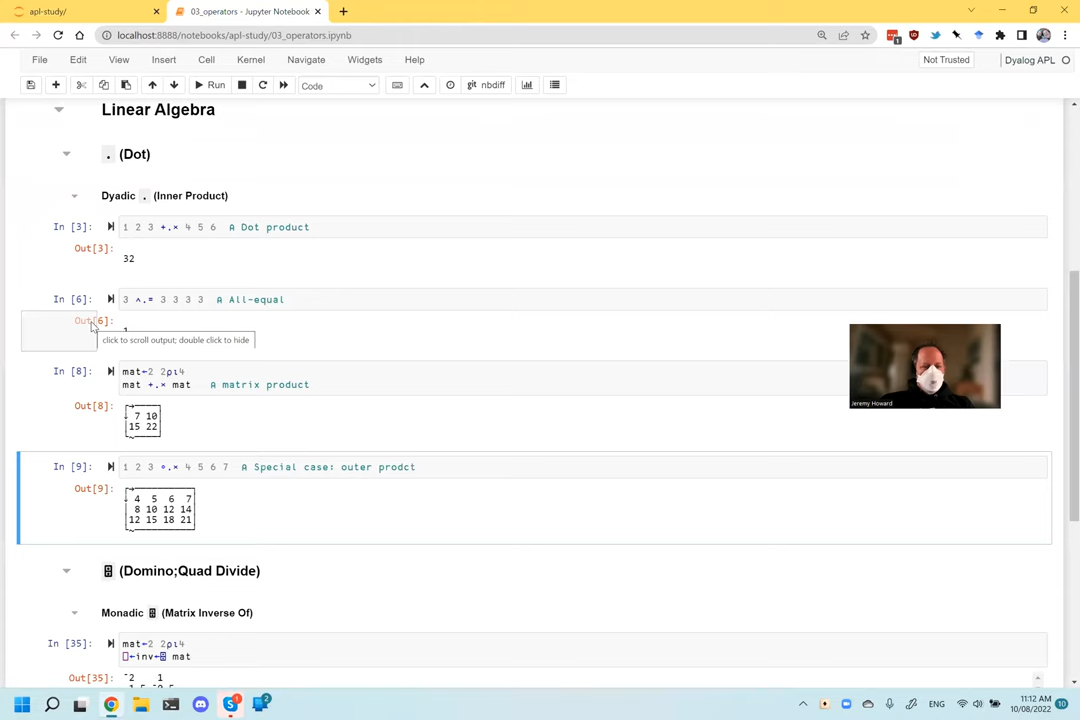 apl-study/
03_operators - Jupyter Notebook
localhost:8888/notebooks/apl-study/03_operators.ipynb
File Edit View Insert Cell Kernel Navigate Widgets Help
Not Trusted
Dyalog APL
Run
Code
git nbdiff
Linear Algebra
. (Dot)
Dyadic . (Inner Product)
In [3]: 1 2 3 +.× 4 5 6 ⍝ Dot product
Out[3]:
32
In [6]: 3 ∧.= 3 3 3 3 ⍝ All-equal
Out[6]:
1
click to scroll output; double click to hide
In [8]: mat←2 2⍴⍳4
mat +.× mat ⍝ matrix product
Out[8]:
7 10
15 22
Jeremy Howard
In [9]: 1 2 3 ∘.× 4 5 6 7 ⍝ Special case: outer prodct
Out[9]:
4 5 6 7
8 10 12 14
12 15 18 21
⌹ (Domino;Quad Divide)
Monadic ⌹ (Matrix Inverse Of)
In [35]: mat←2 2⍴⍳4
⎕←inv←⌹ mat
Out[35]: ¯2 1
1
2
ENG
11:12 AM
10/08/2022
10